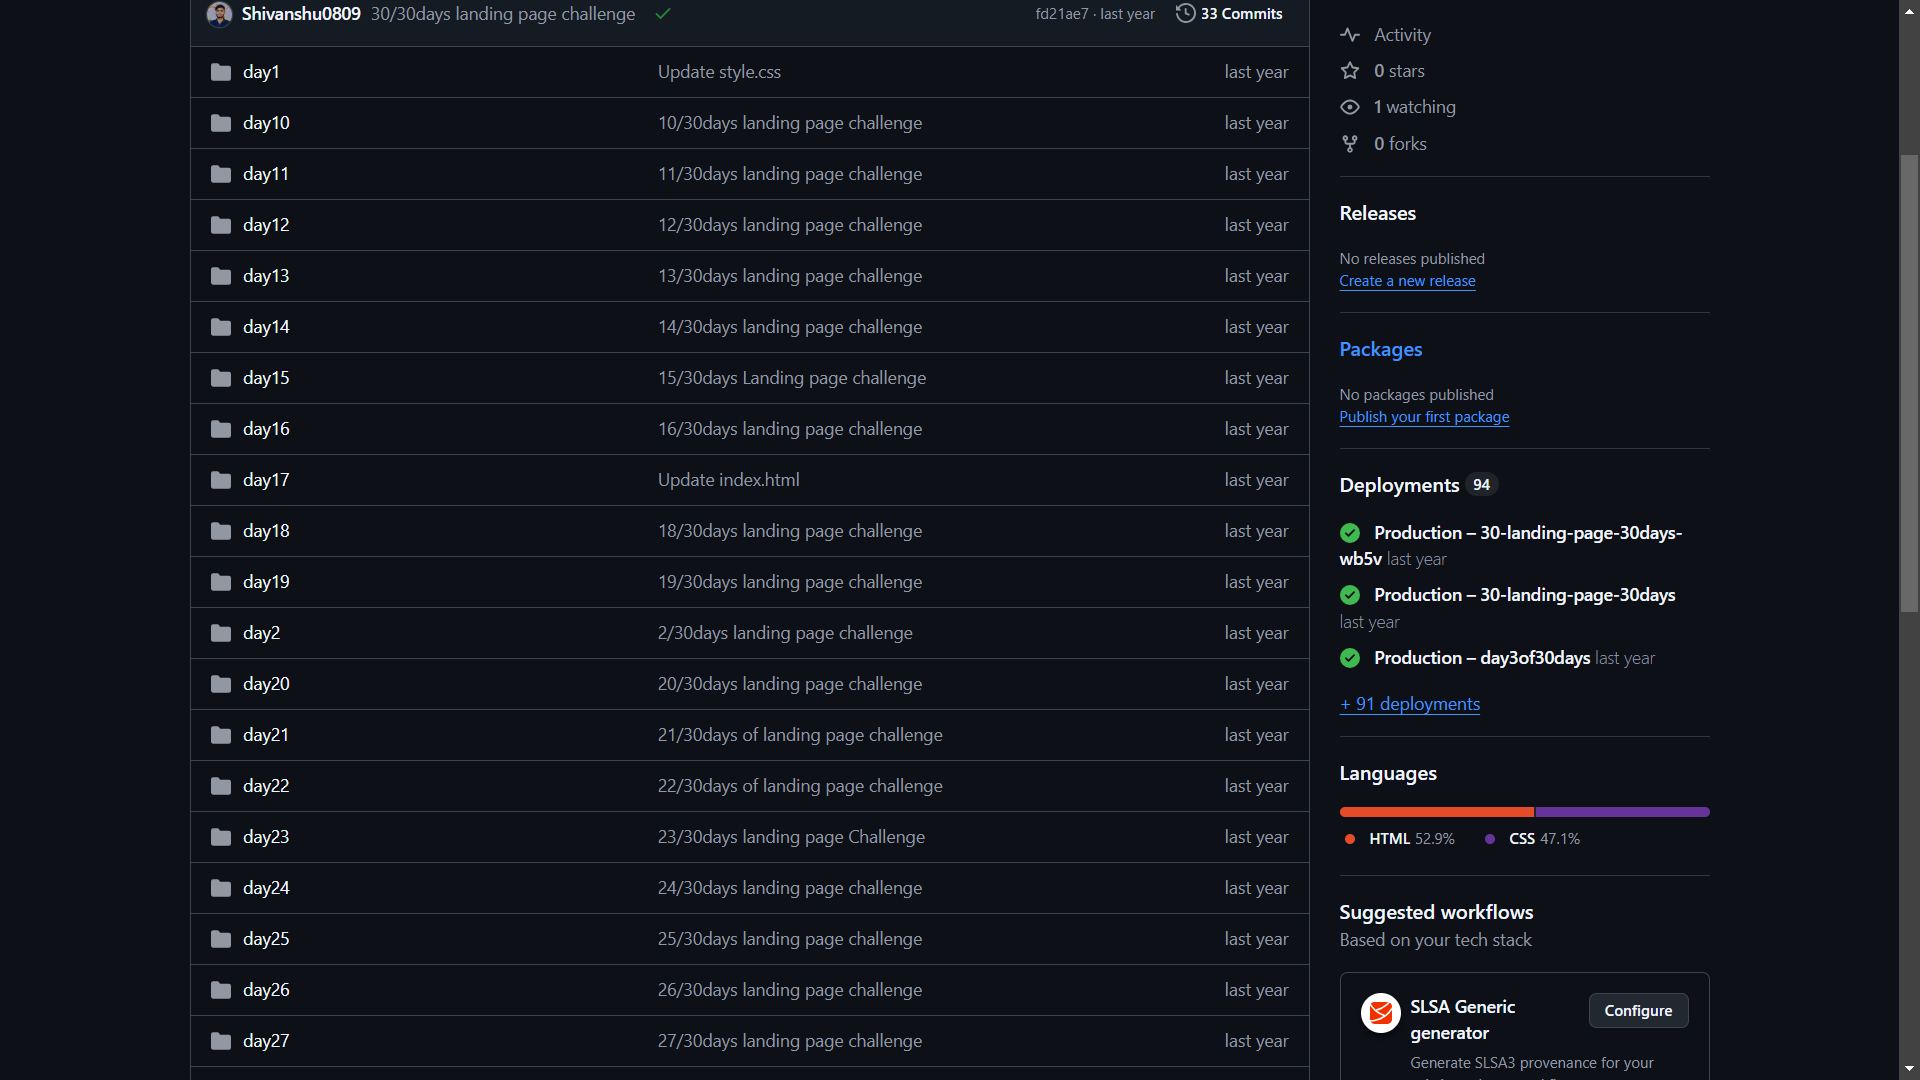 Shivanshu0809 30/30days landing page challenge fd21ae7 · last year 33 Commits
day1 Update style.css last year
day10 10/30days landing page challenge last year
day11 11/30days landing page challenge last year
day12 12/30days landing page challenge last year
day13 13/30days landing page challenge last year
day14 14/30days landing page challenge last year
day15 15/30days Landing page challenge last year
day16 16/30days landing page challenge last year
day17 Update index.html last year
day18 18/30days landing page challenge last year
day19 19/30days landing page challenge last year
day2 2/30days landing page challenge last year
day20 20/30days landing page challenge last year
day21 21/30days of landing page challenge last year
day22 22/30days of landing page challenge last year
day23 23/30days landing page Challenge last year
day24 24/30days landing page challenge last year
day25 25/30days landing page challenge last year
day26 26/30days landing page challenge last year
day27 27/30days landing page challenge last year
Activity
0 stars
1 watching
0 forks
Releases
No releases published
Create a new release
Packages
No packages published
Publish your first package
Deployments 94
Production – 30-landing-page-30days-
wb5v last year
Production – 30-landing-page-30days
last year
Production – day3of30days last year
+ 91 deployments
Languages
HTML 52.9% CSS 47.1%
Suggested workflows
Based on your tech stack
SLSA Generic
generator
Configure
Generate SLSA3 provenance for your